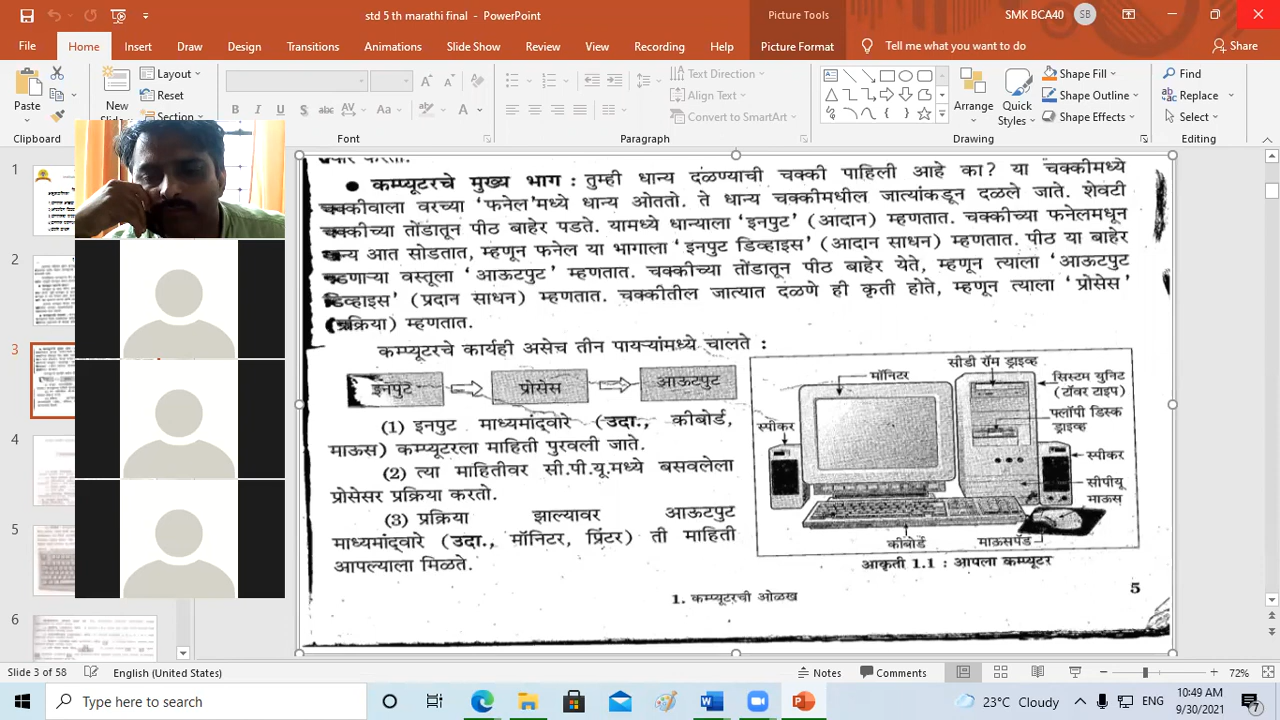 std 5 th marathi final - PowerPoint
Picture Tools
SMK BCA40
SB
File Home Insert Draw Design Transitions Animations Slide Show Review View Recording Help Picture Format Tell me what you want to do Share
Paste
New
Slide
Layout
Reset
Section
Text Direction
Align Text
Convert to SmartArt
Arrange
Quick
Styles
Shape Fill
Shape Outline
Shape Effects
Find
Replace
Select
Clipboard
Font
Paragraph
Drawing
Editing
1
2
3
4
5
6
● कम्प्यूटरचे मुख्य भाग : तुम्ही धान्य दळण्याची चक्की पाहिली आहे का? या चक्कीमध्ये
चक्कीवाला वरच्या 'फनेल'मध्ये धान्य ओततो. ते धान्य चक्कीमधील जात्यांकडून दळले जाते. शेवटी
चक्कीच्या तोंडातून पीठ बाहेर पडते. यामध्ये धान्याला 'इनपुट' (आदान) म्हणतात. चक्कीच्या फनेलमधून
धान्य आत सोडतात, म्हणून फनेल या भागाला 'इनपुट डिव्हाइस' (आदान साधन) म्हणतात. पीठ या बाहेर
वस्तूला 'आऊटपुट' म्हणतात. चक्कीच्या तोंडातून पीठ बाहेर येते, म्हणून त्याला 'आऊटपुट
डिव्हाइस' (प्रदान साधन) म्हणतात. चक्कीतील जात्यात दळणे ही कृती होते, म्हणून त्याला 'प्रोसेस'
(प्रक्रिया) म्हणतात.
कम्प्यूटरचे कार्यही असेच तीन पायऱ्यांमध्ये चालते :
इनपुट
प्रोसेस
आऊटपुट
(1) इनपुट माध्यमांद्वारे (उदा., कीबोर्ड,
माऊस) कम्प्यूटरला माहिती पुरवली जाते.
(2) त्या माहितीवर सी.पी.यू.मध्ये बसवलेला
प्रोसेसर प्रक्रिया करतो.
(3) प्रक्रिया झाल्यावर आऊटपुट
माध्यमांद्वारे (उदा., मॉनिटर, प्रिंटर) ती माहिती
आपल्याला मिळते.
सीडी रॉम ड्राइव्ह
मॉनिटर
सिस्टम युनिट
(टॉवर टाइप)
फ्लॉपी डिस्क
ड्राइव्ह
स्पीकर
स्पीकर
सीपीयू
माऊस
कीबोर्ड
माऊसपॅड
आकृती 1.1 : आपला कम्प्यूटर
1. कम्प्यूटरची ओळख
5
Slide 3 of 58
English (United States)
Notes
Comments
72%
Type here to search
23°C Cloudy
ENG
10:49 AM
9/30/2021
7